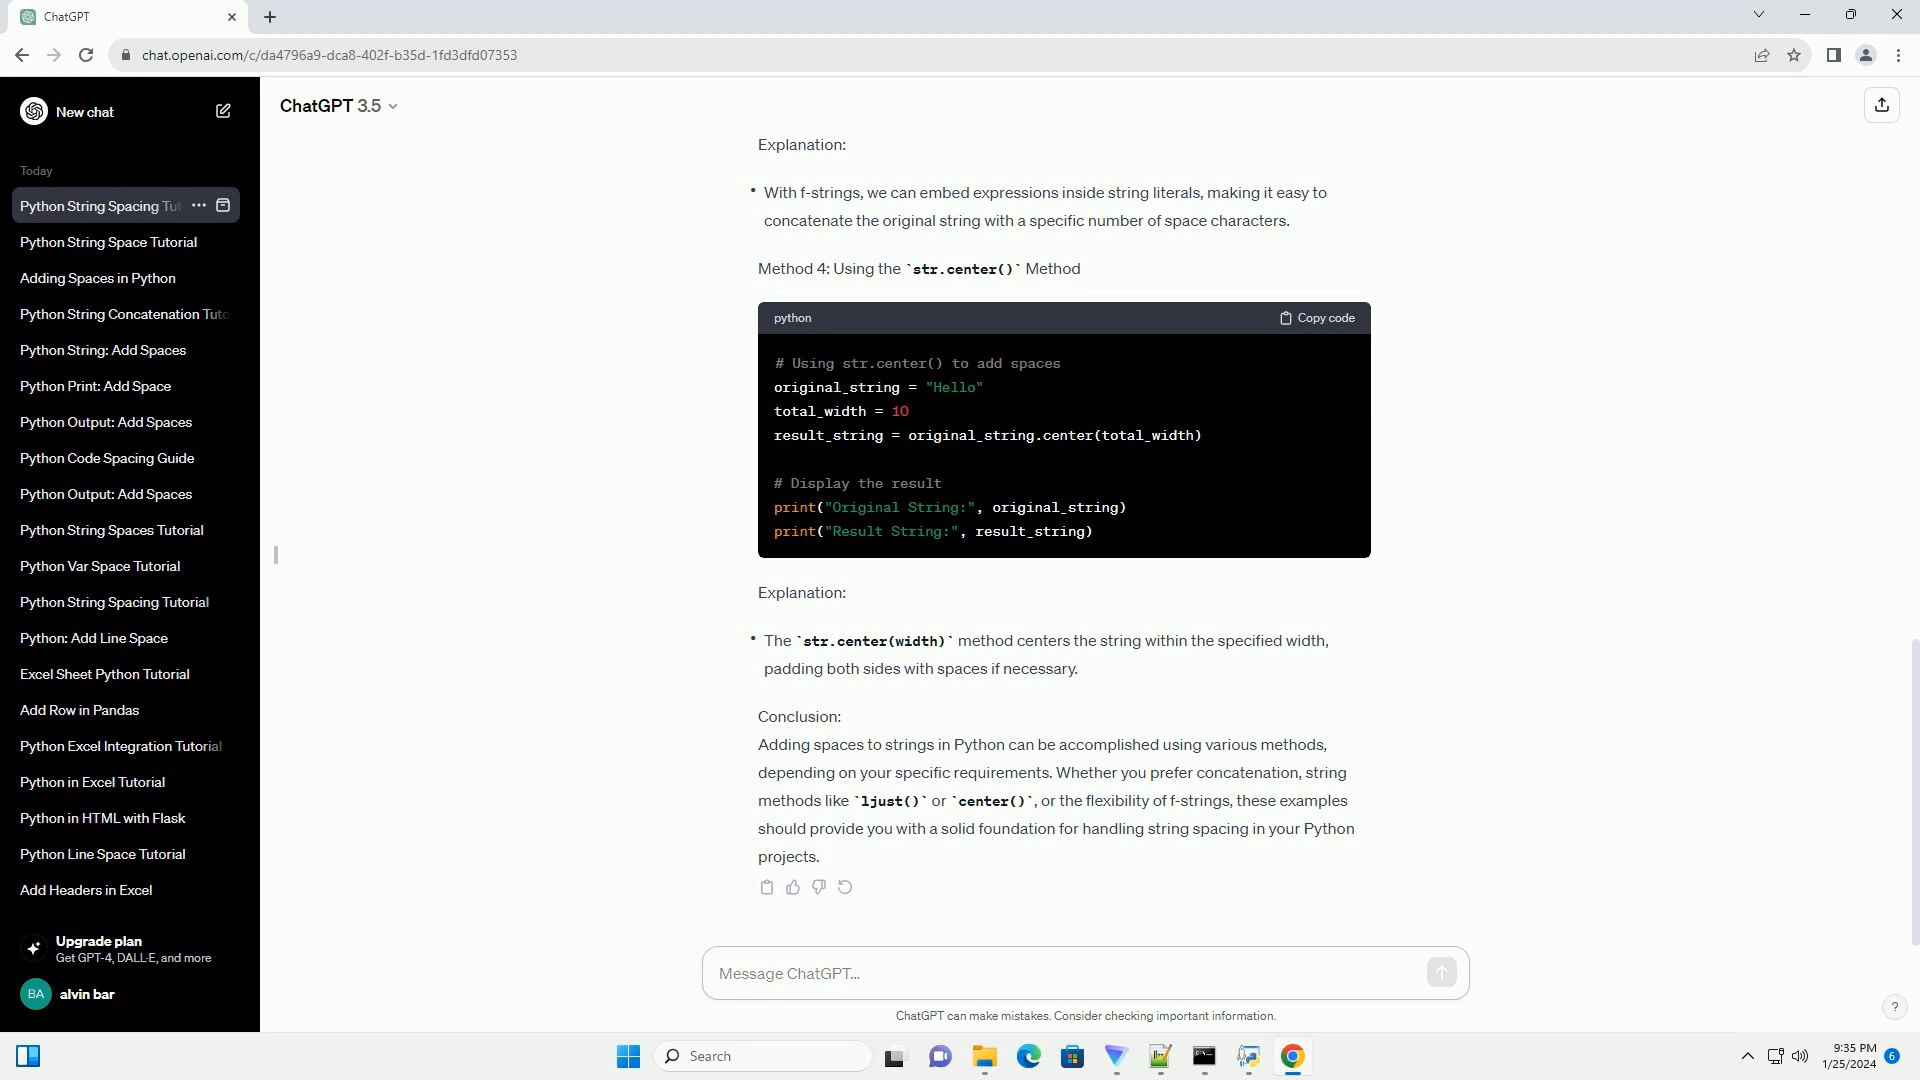 ChatGPT
chat.openai.com/c/da4796a9-dca8-402f-b35d-1fd3dfd07353
New chat
Today
Python String Spacing Tut
Python String Space Tutorial
Adding Spaces in Python
Python String Concatenation Tuto
Python String: Add Spaces
Python Print: Add Space
Python Output: Add Spaces
Python Code Spacing Guide
Python Output: Add Spaces
Python String Spaces Tutorial
Python Var Space Tutorial
Python String Spacing Tutorial
Python: Add Line Space
Excel Sheet Python Tutorial
Add Row in Pandas
Python Excel Integration Tutorial
Python in Excel Tutorial
Python in HTML with Flask
Python Line Space Tutorial
Add Headers in Excel
Upgrade plan
Get GPT-4, DALL·E, and more
BA alvin bar
ChatGPT 3.5
Explanation:
• With f-strings, we can embed expressions inside string literals, making it easy to
concatenate the original string with a specific number of space characters.
Method 4: Using the `str.center()` Method
python Copy code
# Using str.center() to add spaces
original_string = "Hello"
total_width = 10
result_string = original_string.center(total_width)
# Display the result
print("Original String:", original_string)
print("Result String:", result_string)
Explanation:
• The `str.center(width)` method centers the string within the specified width,
padding both sides with spaces if necessary.
Conclusion:
Adding spaces to strings in Python can be accomplished using various methods,
depending on your specific requirements. Whether you prefer concatenation, string
methods like `ljust()` or `center()`, or the flexibility of f-strings, these examples
should provide you with a solid foundation for handling string spacing in your Python
projects.
Message ChatGPT...
ChatGPT can make mistakes. Consider checking important information.
?
Search
9:35 PM
1/25/2024
6